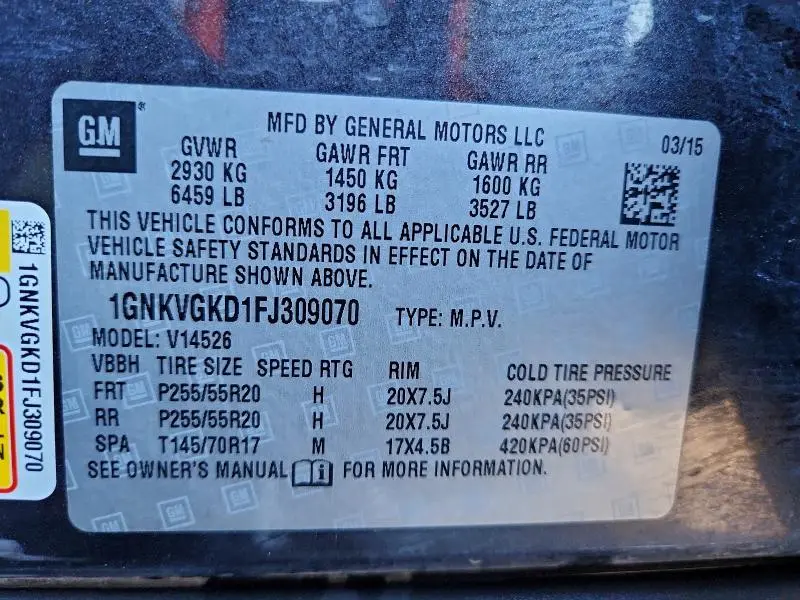 GM
MFD BY GENERAL MOTORS LLC
03/15
GVWR GAWR FRT GAWR RR
2930 KG 1450 KG 1600 KG
6459 LB 3196 LB 3527 LB
THIS VEHICLE CONFORMS TO ALL APPLICABLE U.S. FEDERAL MOTOR
VEHICLE SAFETY STANDARDS IN EFFECT ON THE DATE OF
MANUFACTURE SHOWN ABOVE.
1GNKVGKD1FJ309070 TYPE: M.P.V.
MODEL: V14526
VBBH TIRE SIZE SPEED RTG RIM COLD TIRE PRESSURE
FRT P255/55R20 H 20X7.5J 240KPA(35PSI)
RR P255/55R20 H 20X7.5J 240KPA(35PSI)
SPA T145/70R17 M 17X4.5B 420KPA(60PSI)
SEE OWNER'S MANUAL i FOR MORE INFORMATION.
1GNKVGKD1FJ309070